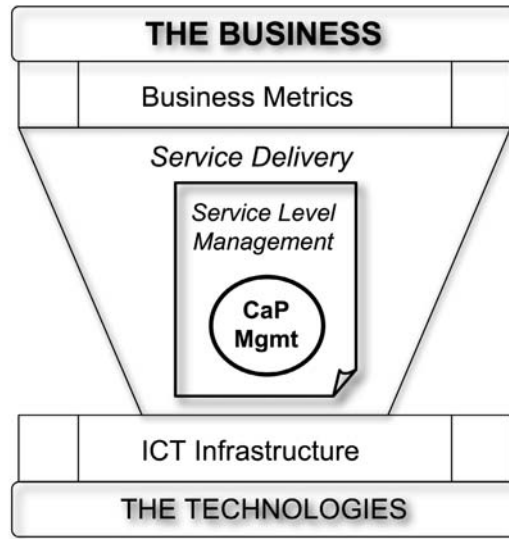 THE BUSINESS
Business Metrics
Service Delivery
Service Level
Management
CaP
Mgmt
ICT Infrastructure
THE TECHNOLOGIES